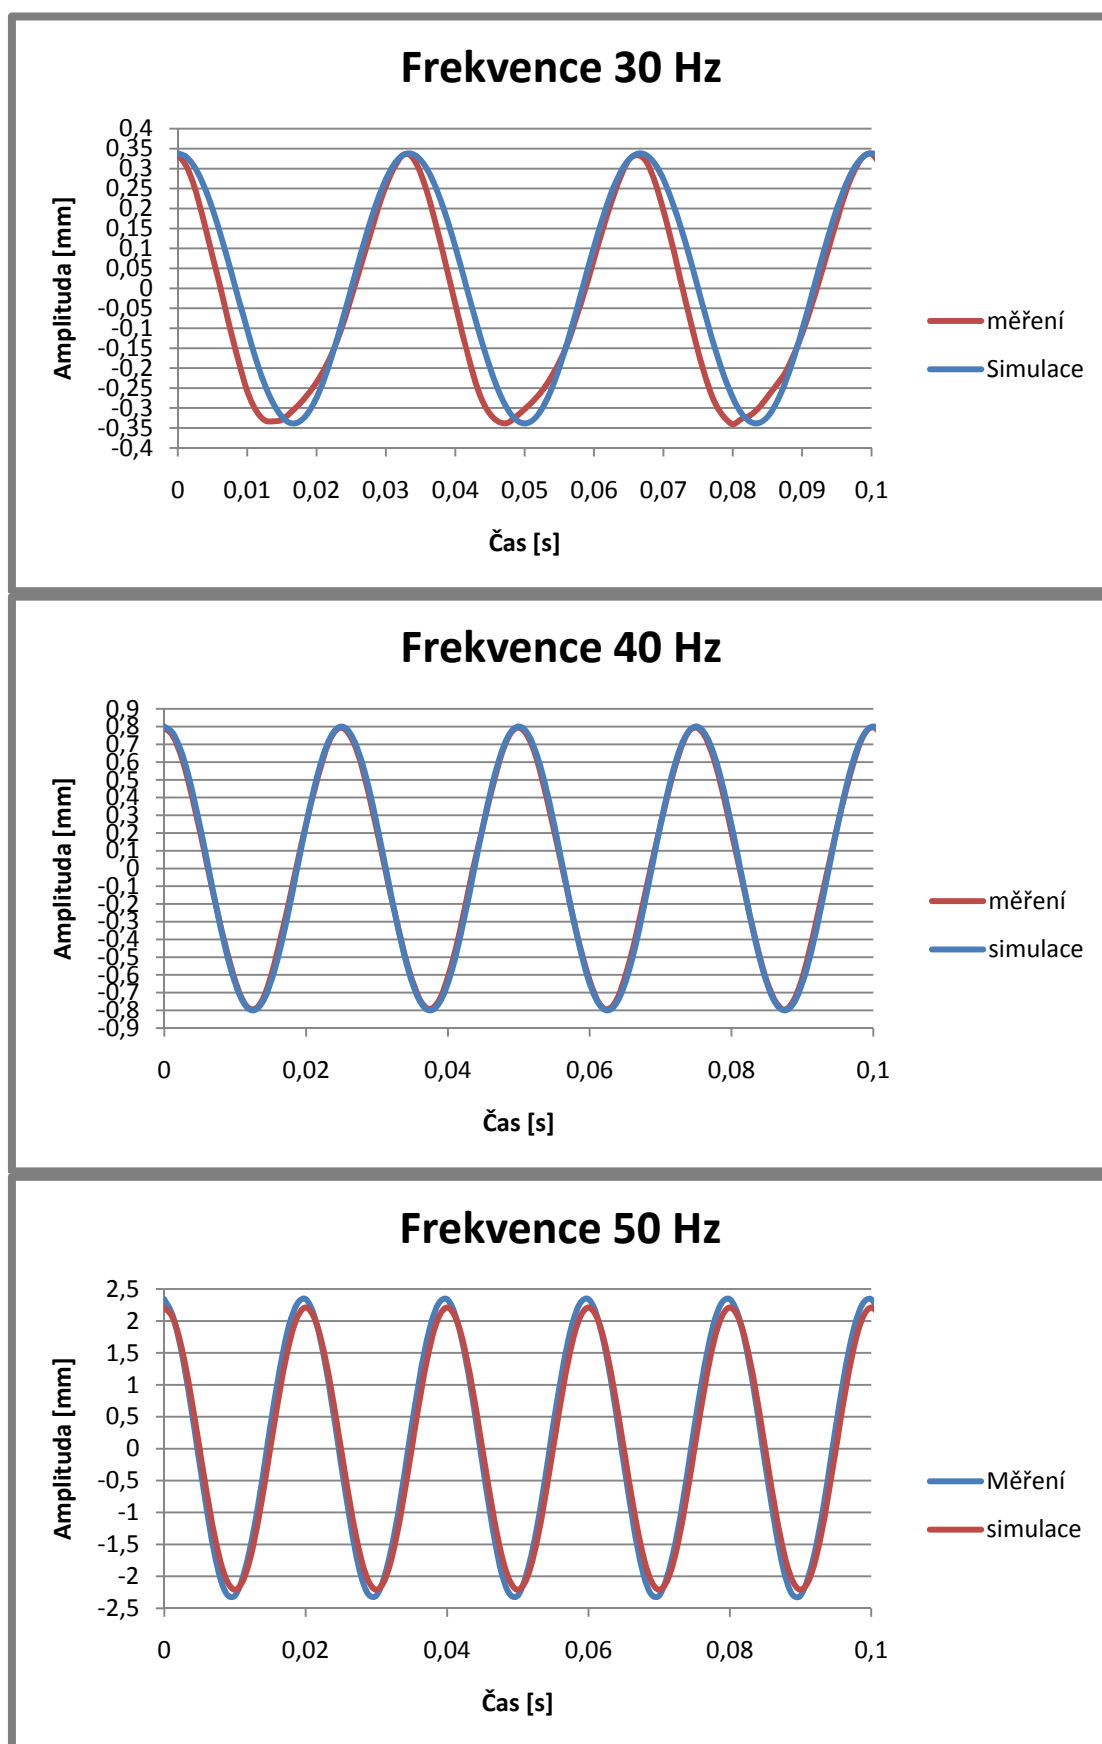 Frekvence 30 Hz
0,4
0,35
0,3
0,25
0,2
0,15
0,1
0,05
0
-0,05
-0,1
-0,15
-0,2
-0,25
-0,3
-0,35
-0,4
Amplituda [mm]
0 0,01 0,02 0,03 0,04 0,05 0,06 0,07 0,08 0,09 0,1
Čas [s]
měření
Simulace
Frekvence 40 Hz
0,9
0,8
0,7
0,6
0,5
0,4
0,3
0,2
0,1
0
-0,1
-0,2
-0,3
-0,4
-0,5
-0,6
-0,7
-0,8
-0,9
Amplituda [mm]
0 0,02 0,04 0,06 0,08 0,1
Čas [s]
měření
simulace
Frekvence 50 Hz
2,5
2
1,5
1
0,5
0
-0,5
-1
-1,5
-2
-2,5
Amplituda [mm]
0 0,02 0,04 0,06 0,08 0,1
Čas [s]
Měření
simulace